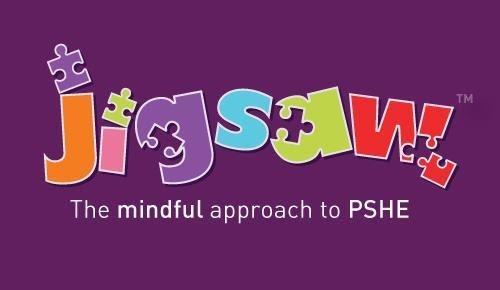 jigsaw ™
The mindful approach to PSHE